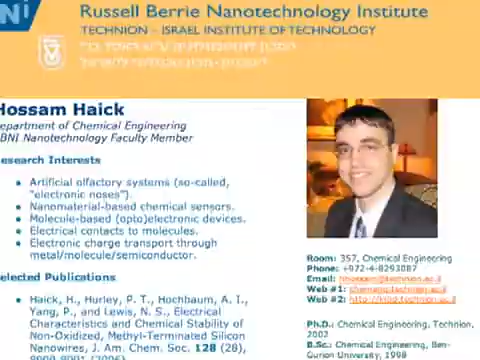 Ni
Russell Berrie Nanotechnology Institute
TECHNION - ISRAEL INSTITUTE OF TECHNOLOGY
Hossam Haick
epartment of Chemical Engineering
BNI Nanotechnology Faculty Member
esearch Interests
• Artificial olfactory systems (so-called,
"electronic noses").
• Nanomaterial-based chemical sensors.
• Molecule-based (opto)electronic devices.
• Electrical contacts to molecules.
• Electronic charge transport through
metal/molecule/semiconductor.
elected Publications
• Haick, H., Hurley, P. T., Hochbaum, A. I.,
Yang, P., and Lewis, N. S., Electrical
Characteristics and Chemical Stability of
Non-Oxidized, Methyl-Terminated Silicon
Nanowires, J. Am. Chem. Soc. 128 (28),
(2006)
Room: 357, Chemical Engineering
Phone: +972-4-8293087
Email:
Web #1:
Web #2:
Ph.D.: Chemical Engineering, Technion,
2002
B.Sc.: Chemical Engineering, Ben-
Gurion University, 1998